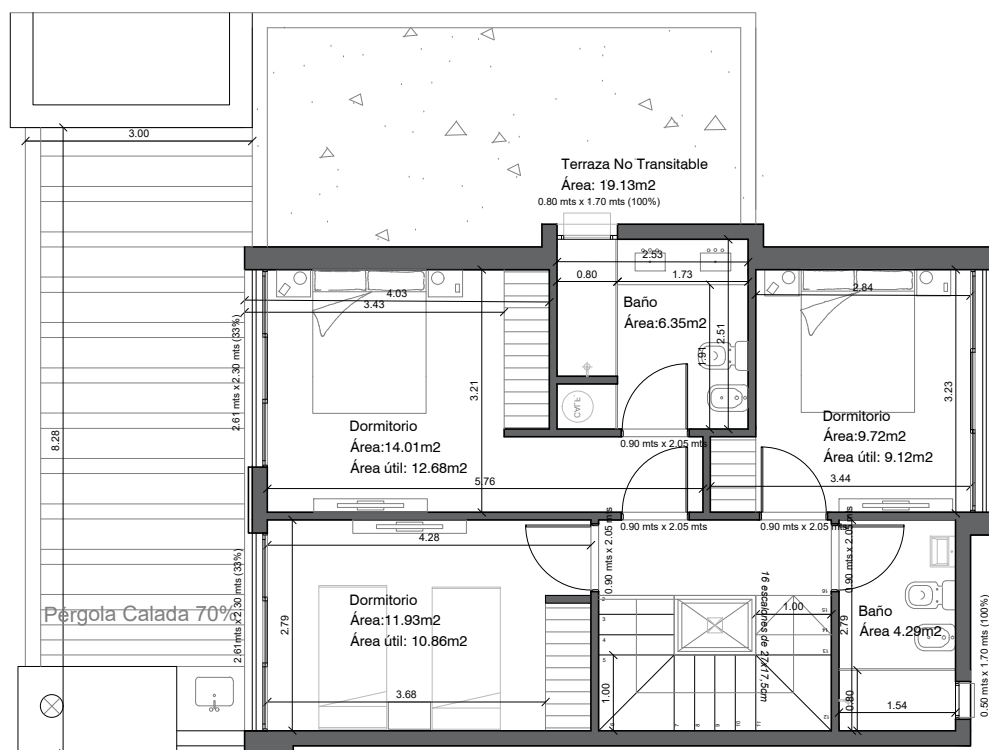 3.00
Terraza No Transitable
Área: 19.13m2
0.80 mts x 1.70 mts (100%)
2.53
0.80
1.73
4.03
3.43
2.84
Baño
Área:6.35m2
2.51
1.91
2.61 mts x 2.30 mts (33%)
3.21
3.23
CALF.
8.28
Dormitorio
Área:14.01m2
Área útil: 12.68m2
Dormitorio
Área:9.72m2
Área útil: 9.12m2
0.90 mts x 2.05 mts
5.76
3.44
0.90 mts x 2.05 mts
0.90 mts x 2.05 mts
4.28
0.90 mts x 2.05 mts
0.90 mts x 2.05 mts
2.61mts x 2.30 mts (33%)
2.79
Pérgola Calada 70%
Dormitorio
Área:11.93m2
Área útil: 10.86m2
16 escalones de 27x17,5cm
1.00
2.79
Baño
Área 4.29m2
0.50 mts x 1.70 mts (100%)
3.68
1.00
0.80
1.54